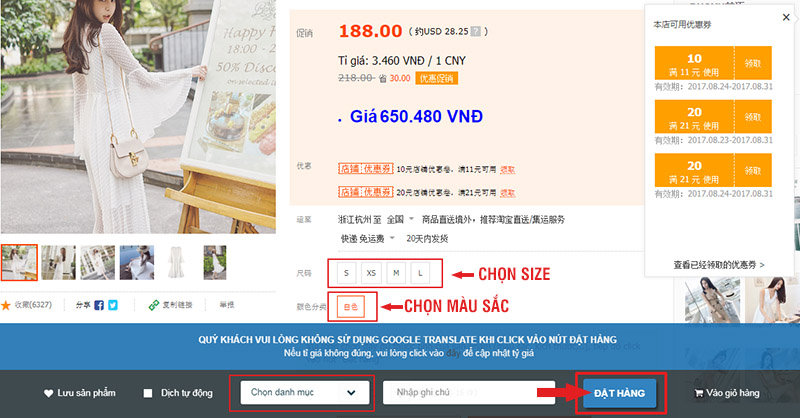 Happy Fri
18:00 - 2
50% Disco
促销 188.00 ( 约USD 28.25 ? )
Tỉ giá: 3.460 VNĐ / 1 CNY
218.00 省 30.00 优惠促销
. Giá 650.480 VNĐ
优惠 店铺优惠券 10元店铺优惠券，满11元可用 领取
店铺优惠券 20元店铺优惠券，满21元可用 领取
运至 浙江杭州 至 全国 商品直送境外，推荐淘宝直送/集运服务
快递 免运费 20天内发货
尺码 S XS M L CHỌN SIZE
颜色分类 白色 CHỌN MÀU SẮC
收藏(6327) 分享 复制链接 举报
本店可用优惠劵 ×
10 领取
满 11 元 使用
有效期：2017.08.24-2017.08.31
20 领取
满 21 元 使用
有效期：2017.08.23-2017.08.31
20 领取
满 21 元 使用
有效期：2017.08.24-2017.08.31
查看已经领取的优惠券 >
QUÝ KHÁCH VUI LÒNG KHÔNG SỬ DỤNG GOOGLE TRANSLATE KHI CLICK VÀO NÚT ĐẶT HÀNG
Nếu tỉ giá không đúng, vui lòng click vào đây để cập nhật tỷ giá
Lưu sản phẩm Dịch tự động Chọn danh mục Nhập ghi chú ĐẶT HÀNG Vào giỏ hàng